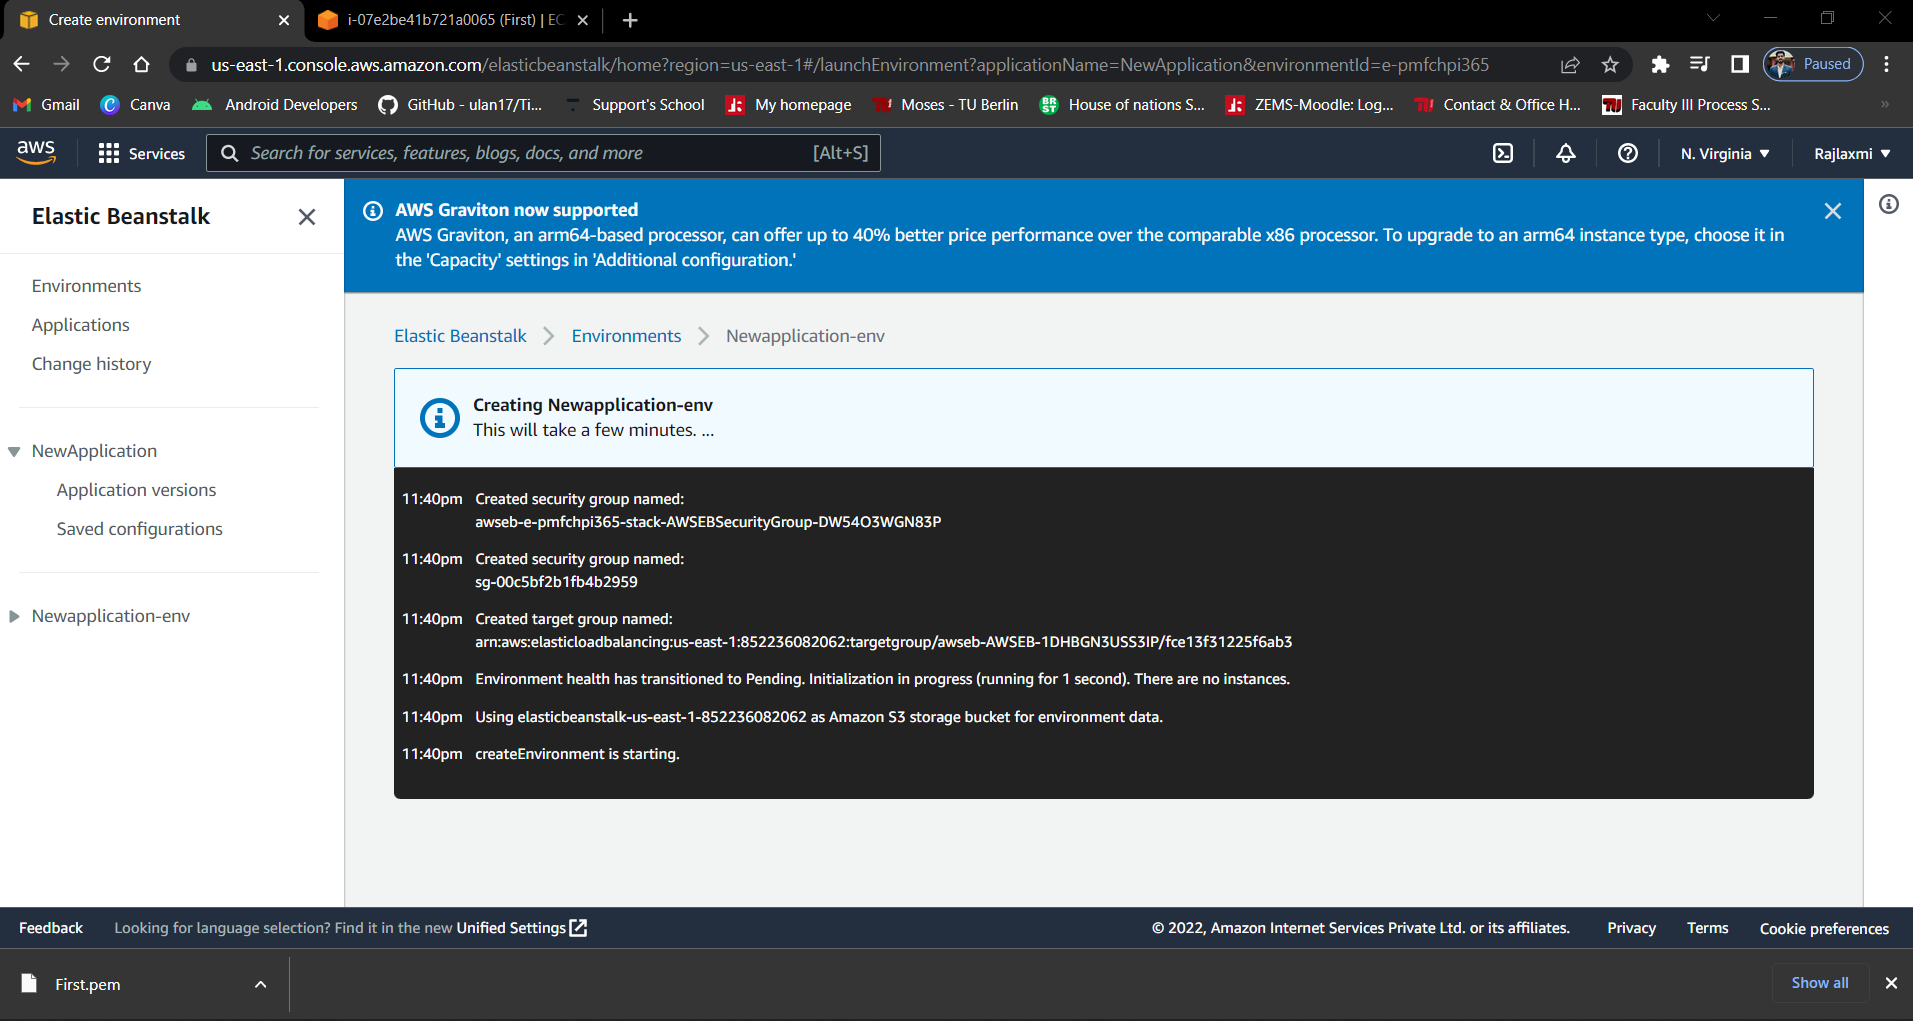 Create environment
i-07e2be41b721a0065 (First) | EC
us-east-1.console.aws.amazon.com/elasticbeanstalk/home?region=us-east-1#/launchEnvironment?applicationName=NewApplication&environmentId=e-pmfchpi365
Paused
Gmail
Canva
Android Developers
GitHub - ulan17/Ti...
Support's School
My homepage
Moses - TU Berlin
House of nations S...
ZEMS-Moodle: Log...
Contact & Office H...
Faculty III Process S...
aws
Services
Search for services, features, blogs, docs, and more
[Alt+S]
N. Virginia
Rajlaxmi
Elastic Beanstalk
Environments
Applications
Change history
NewApplication
Application versions
Saved configurations
Newapplication-env
AWS Graviton now supported
AWS Graviton, an arm64-based processor, can offer up to 40% better price performance over the comparable x86 processor. To upgrade to an arm64 instance type, choose it in
the 'Capacity' settings in 'Additional configuration.'
Elastic Beanstalk
Environments
Newapplication-env
Creating Newapplication-env
This will take a few minutes. ...
11:40pm Created security group named:
awseb-e-pmfchpi365-stack-AWSEBSecurityGroup-DW54O3WGN83P
11:40pm Created security group named:
sg-00c5bf2b1fb4b2959
11:40pm Created target group named:
arn:aws:elasticloadbalancing:us-east-1:852236082062:targetgroup/awseb-AWSEB-1DHBGN3USS3IP/fce13f31225f6ab3
11:40pm Environment health has transitioned to Pending. Initialization in progress (running for 1 second). There are no instances.
11:40pm Using elasticbeanstalk-us-east-1-852236082062 as Amazon S3 storage bucket for environment data.
11:40pm createEnvironment is starting.
Feedback
Looking for language selection? Find it in the new Unified Settings
© 2022, Amazon Internet Services Private Ltd. or its affiliates.
Privacy
Terms
Cookie preferences
First.pem
Show all